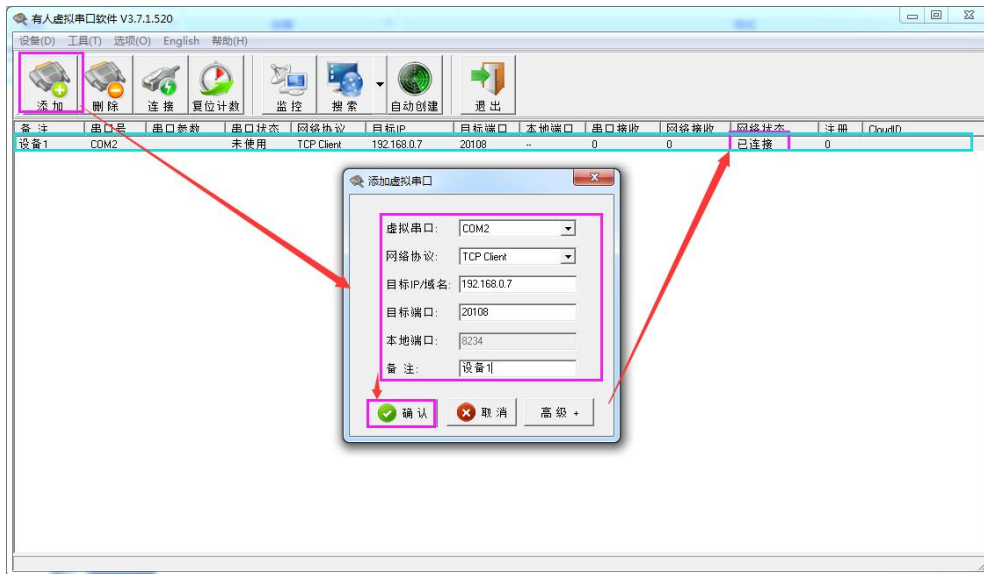 有人虚拟串口软件 V3.7.1.520
设备(D) 工具(T) 选项(O) English 帮助(H)
添加 删除 连接 复位计数 监控 搜索 自动创建 退出
备注 串口号 串口参数 串口状态 网络协议 目标IP 目标端口 本地端口 串口接收 网络接收 网络状态 注册 CloudID
设备1 COM2 未使用 TCP Client 192.168.0.7 20108 -- 0 0 已连接 0
添加虚拟串口
虚拟串口: COM2
网络协议: TCP Client
目标IP/域名: 192.168.0.7
目标端口: 20108
本地端口: 8234
备 注: 设备1
确认 取消 高级 +